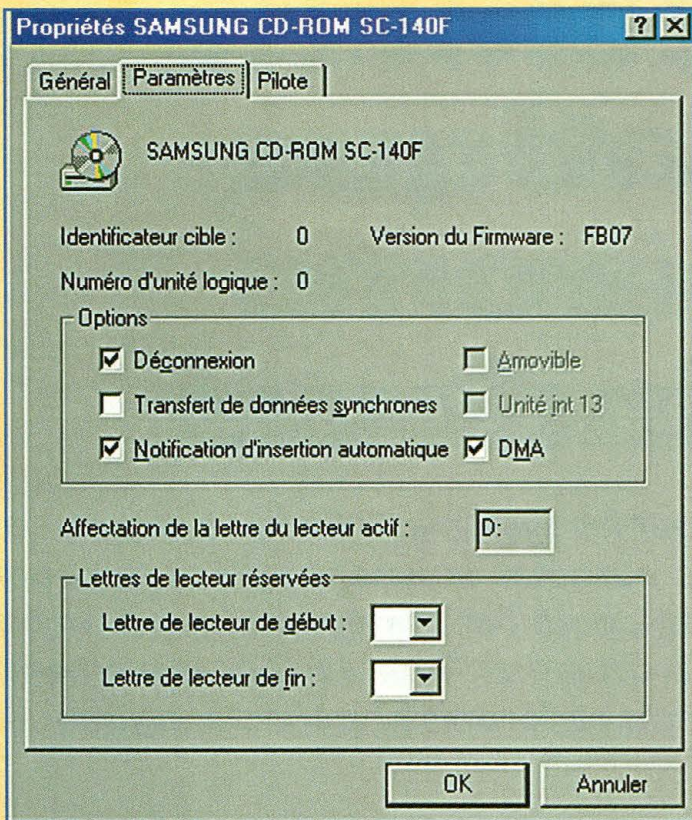 Propriétés SAMSUNG CD-ROM SC-140F
Général Paramètres Pilote
SAMSUNG CD-ROM SC-140F
Identificateur cible : 0 Version du Firmware : FB07
Numéro d'unité logique : 0
Options
Déconnexion Amovible
Transfert de données synchrones Unité int 13
Notification d'insertion automatique DMA
Affectation de la lettre du lecteur actif : D:
Lettres de lecteur réservées
Lettre de lecteur de début :
Lettre de lecteur de fin :
OK Annuler